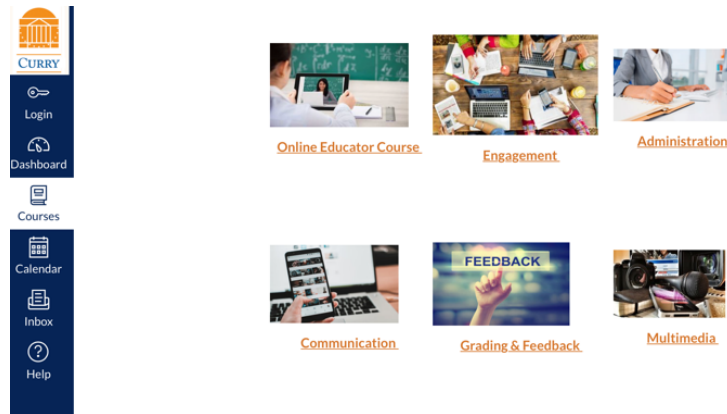 CURRY
Login
Dashboard
Courses
Calendar
Inbox
Help
Online Educator Course
Engagement
Administration
FEEDBACK
Communication
Grading & Feedback
Multimedia